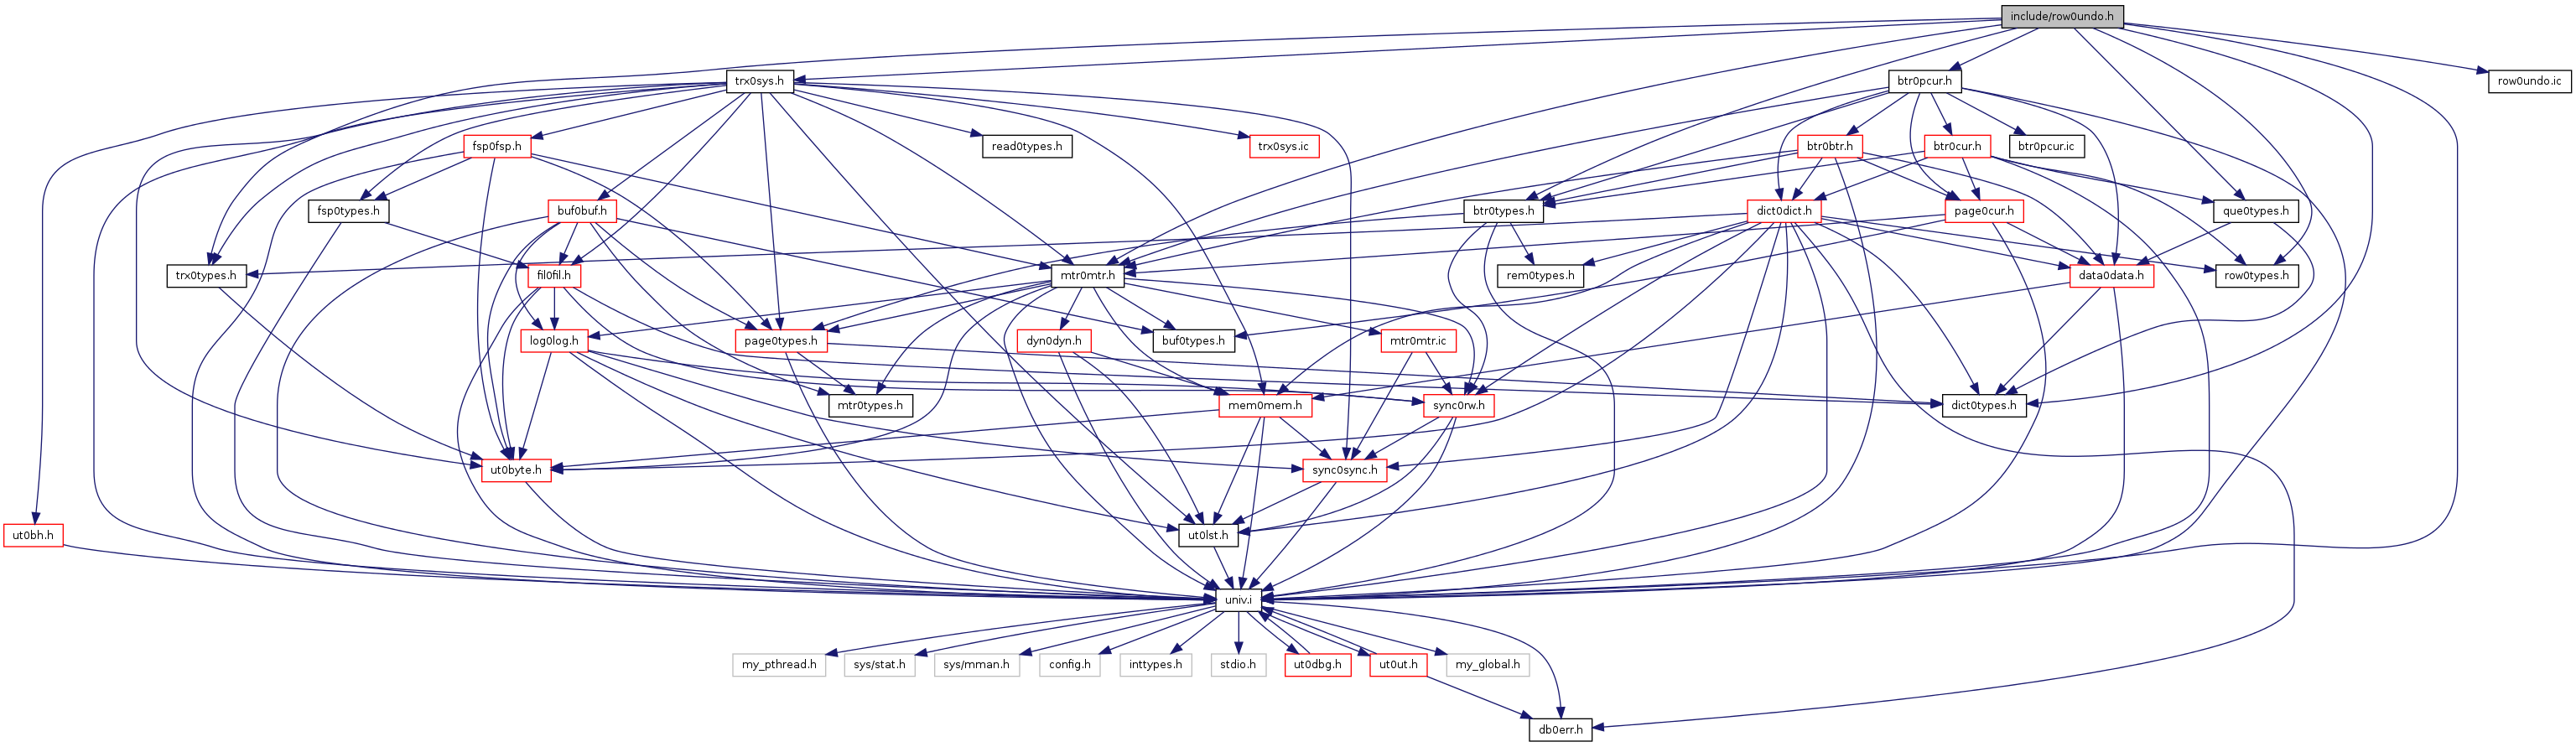 include/row0undo.h
trx0sys.h
btr0pcur.h
row0undo.ic
fsp0fsp.h
read0types.h
trx0sys.ic
btr0btr.h
btr0cur.h
btr0pcur.ic
fsp0types.h
buf0buf.h
btr0types.h
dict0dict.h
page0cur.h
que0types.h
trx0types.h
fil0fil.h
mtr0mtr.h
rem0types.h
data0data.h
row0types.h
log0log.h
page0types.h
dyn0dyn.h
buf0types.h
mtr0mtr.ic
mtr0types.h
mem0mem.h
sync0rw.h
dict0types.h
ut0byte.h
sync0sync.h
ut0bh.h
ut0lst.h
univ.i
my_pthread.h
sys/stat.h
sys/mman.h
config.h
inttypes.h
stdio.h
ut0dbg.h
ut0ut.h
my_global.h
db0err.h